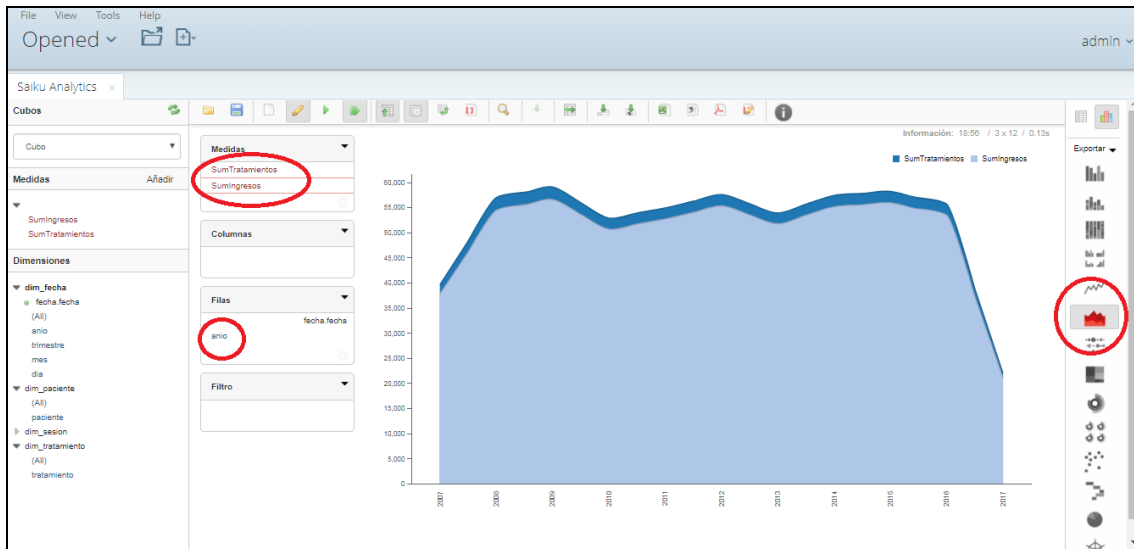 File View Tools Help
Opened
admin
Saiku Analytics ×
Cubos
Cubo
Medidas Añadir
SumIngresos
SumTratamientos
Dimensiones
dim_fecha
fecha.fecha
(All)
anio
trimestre
mes
dia
dim_paciente
(All)
paciente
dim_sesion
dim_tratamiento
(All)
tratamiento
Medidas
SumTratamientos
SumIngresos
Columnas
Filas
fecha.fecha
anio
Filtro
Información: 18:56 / 3 x 12 / 0.13s
SumTratamientos SumIngresos
60,000
55,000
50,000
45,000
40,000
35,000
30,000
25,000
20,000
15,000
10,000
5,000
0
2007 2008 2009 2010 2011 2012 2013 2014 2015 2016 2017
Exportar